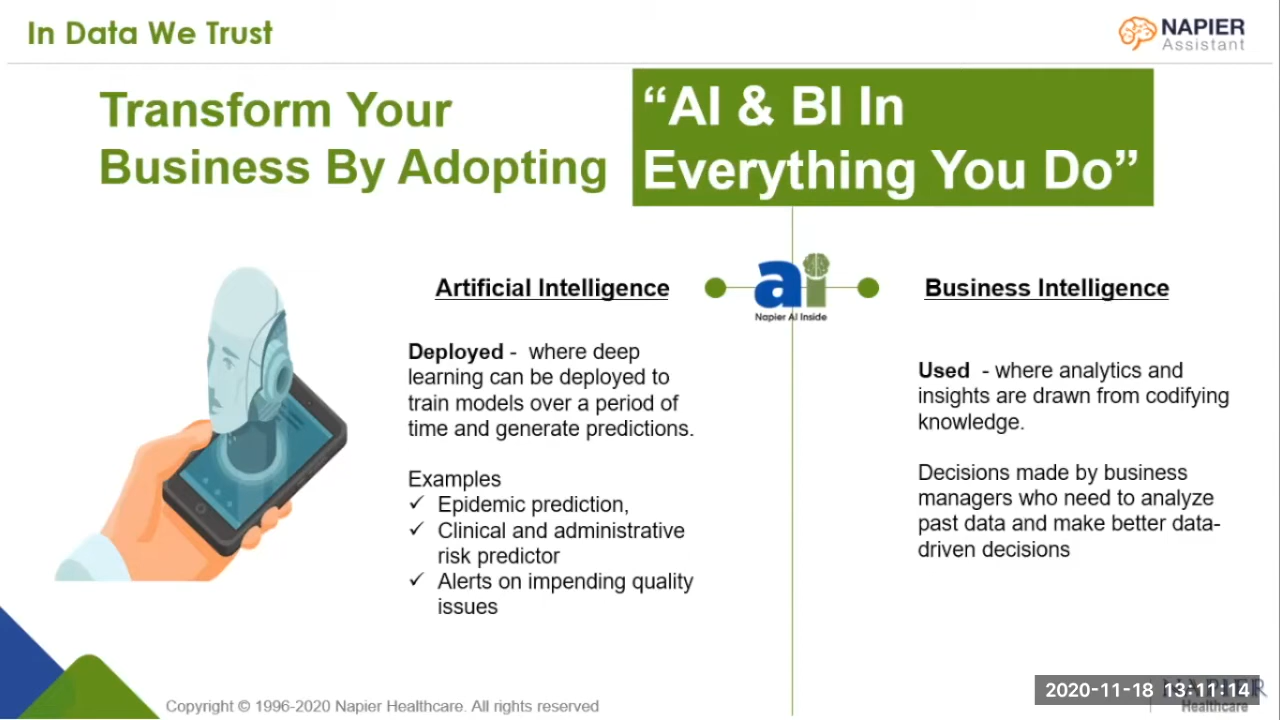 In Data We Trust
NAPIER
Assistant
Transform Your
Business By Adopting
“AI & BI In
Everything You Do”
ai
Napier AI Inside
Artificial Intelligence
Deployed - where deep
learning can be deployed to
train models over a period of
time and generate predictions.
Examples
✓ Epidemic prediction,
✓ Clinical and administrative
risk predictor
✓ Alerts on impending quality
issues
Business Intelligence
Used - where analytics and
insights are drawn from codifying
knowledge.
Decisions made by business
managers who need to analyze
past data and make better data-
driven decisions
Copyright © 1996-2020 Napier Healthcare. All rights reserved
2020-11-18 13:11:14
NAPIER
Healthcare